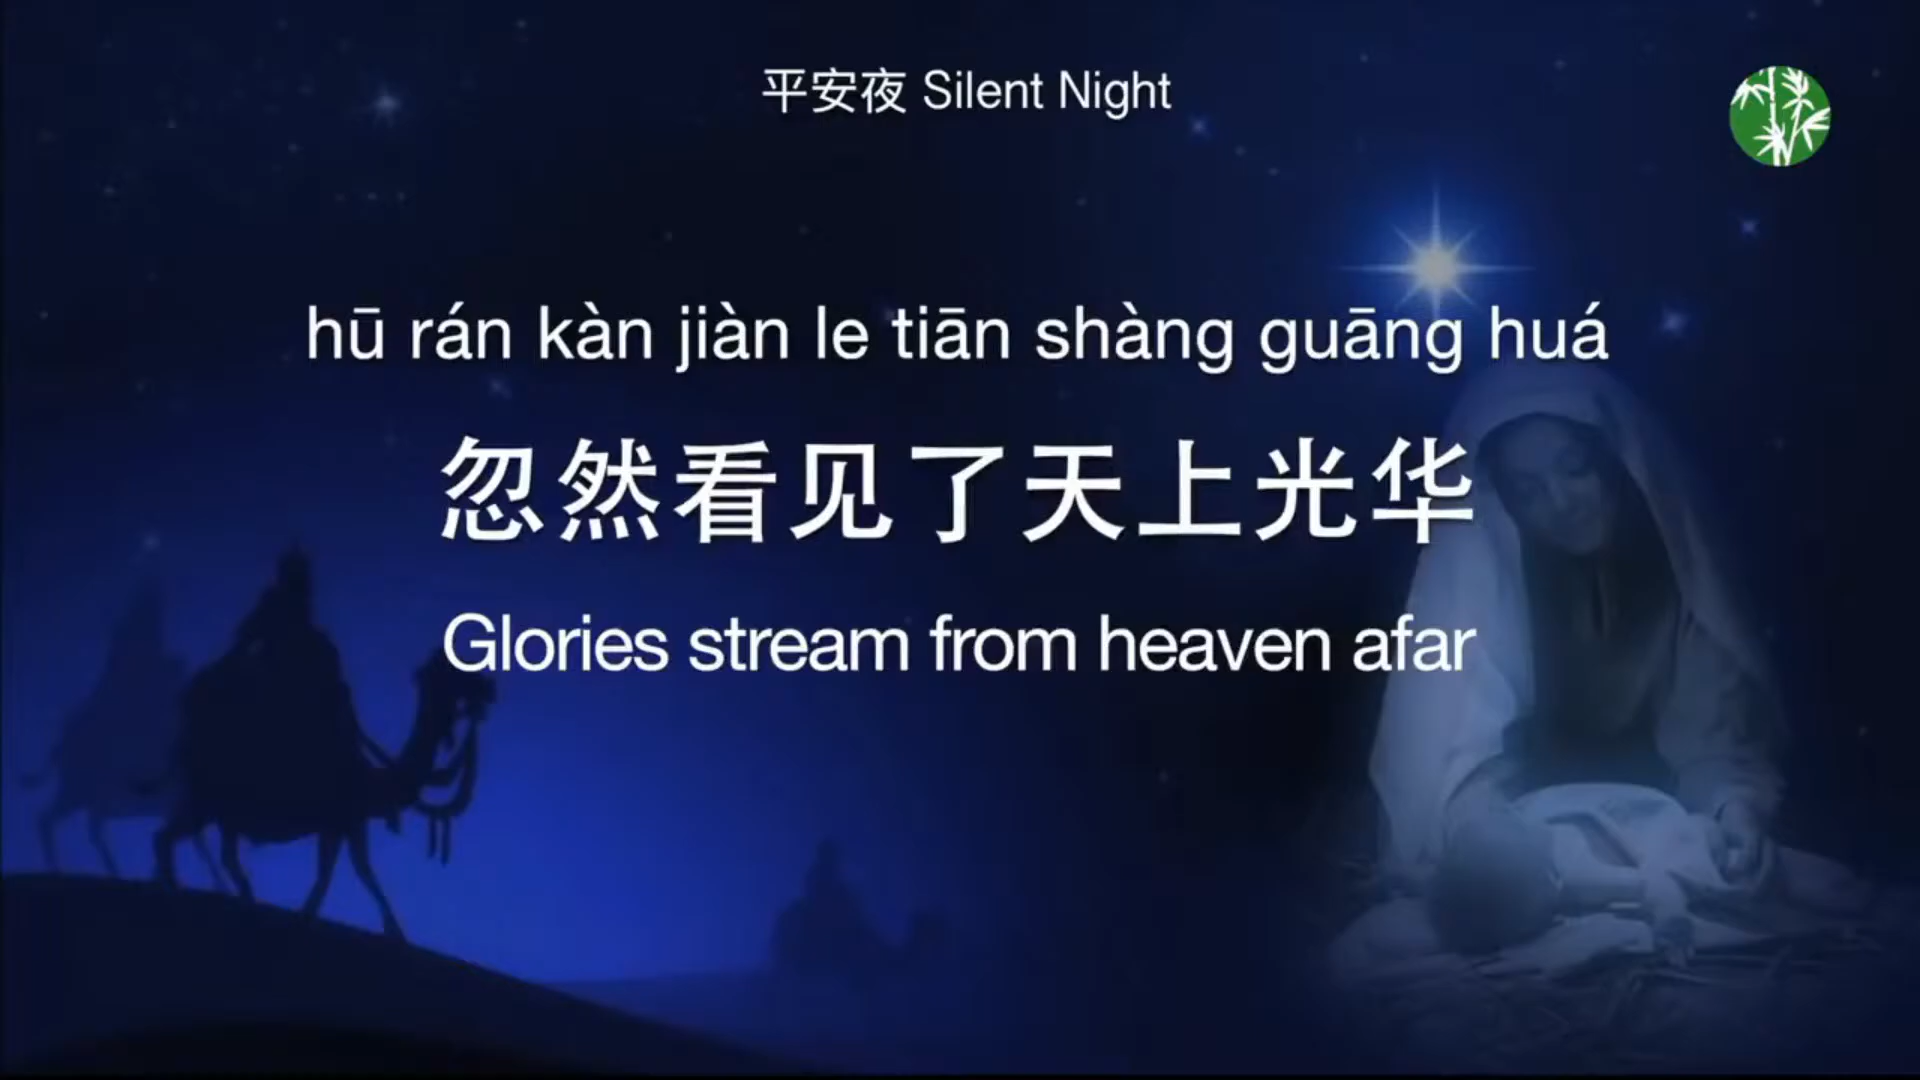 平安夜 Silent Night
hū rán kàn jiàn le tiān shàng guāng huá
忽然看见了天上光华
Glories stream from heaven afar